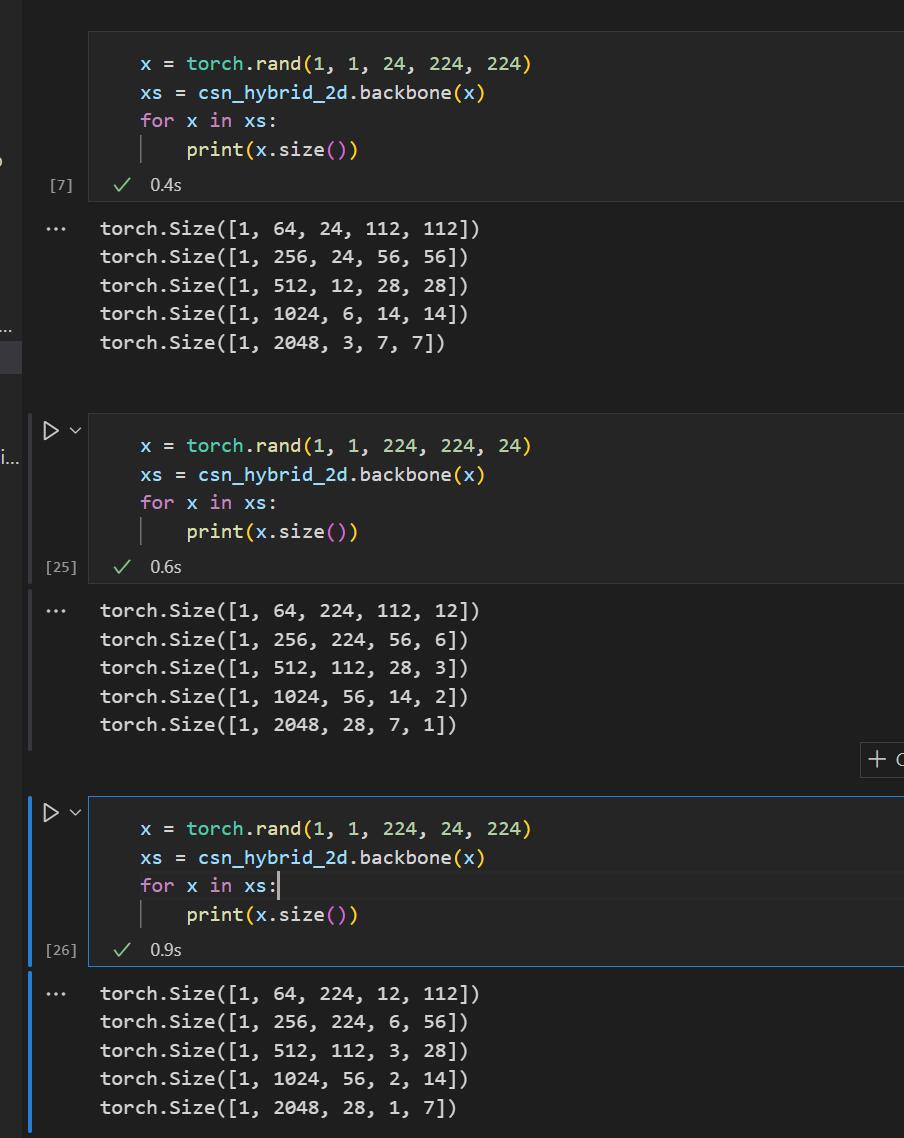 x = torch.rand(1, 1, 24, 224, 224)
xs = csn_hybrid_2d.backbone(x)
for x in xs:
    print(x.size())
[7]
0.4s
...
torch.Size([1, 64, 24, 112, 112])
torch.Size([1, 256, 24, 56, 56])
torch.Size([1, 512, 12, 28, 28])
torch.Size([1, 1024, 6, 14, 14])
torch.Size([1, 2048, 3, 7, 7])
...
i...
x = torch.rand(1, 1, 224, 224, 24)
xs = csn_hybrid_2d.backbone(x)
for x in xs:
    print(x.size())
[25]
0.6s
...
torch.Size([1, 64, 224, 112, 12])
torch.Size([1, 256, 224, 56, 6])
torch.Size([1, 512, 112, 28, 3])
torch.Size([1, 1024, 56, 14, 2])
torch.Size([1, 2048, 28, 7, 1])
+
x = torch.rand(1, 1, 224, 24, 224)
xs = csn_hybrid_2d.backbone(x)
for x in xs:
    print(x.size())
[26]
0.9s
...
torch.Size([1, 64, 224, 12, 112])
torch.Size([1, 256, 224, 6, 56])
torch.Size([1, 512, 112, 3, 28])
torch.Size([1, 1024, 56, 2, 14])
torch.Size([1, 2048, 28, 1, 7])